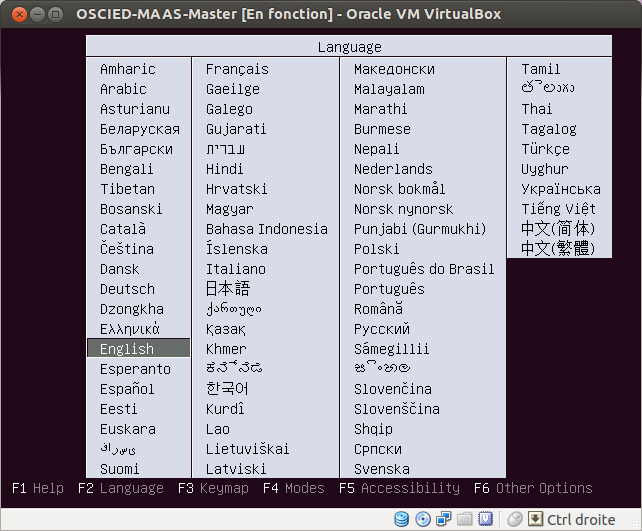 OSCIED-MAAS-Master [En fonction] - Oracle VM VirtualBox
Language
Amharic
Arabic
Asturianu
Беларуская
Български
Bengali
Tibetan
Bosanski
Català
Čeština
Dansk
Deutsch
Dzongkha
Ελληνικά
English
Esperanto
Español
Eesti
Euskara
Suomi
Français
Gaeilge
Galego
Gujarati
עברית
Hindi
Hrvatski
Magyar
Bahasa Indonesia
Íslenska
Italiano
日本語
ქართული
Қазақ
Khmer
ಕನ್ನಡ
한국어
Kurdî
Lao
Lietuviškai
Latviski
Македонски
Malayalam
Marathi
Burmese
Nepali
Nederlands
Norsk bokmål
Norsk nynorsk
Punjabi (Gurmukhi)
Polski
Português do Brasil
Português
Română
Русский
Sámegillii
සිංහල
Slovenčina
Slovenščina
Shqip
Српски
Svenska
Tamil
తెలుగు
Thai
Tagalog
Türkçe
Uyghur
Українська
Tiếng Việt
中文(简体)
中文(繁體)
F1 Help F2 Language F3 Keymap F4 Modes F5 Accessibility F6 Other Options
Ctrl droite